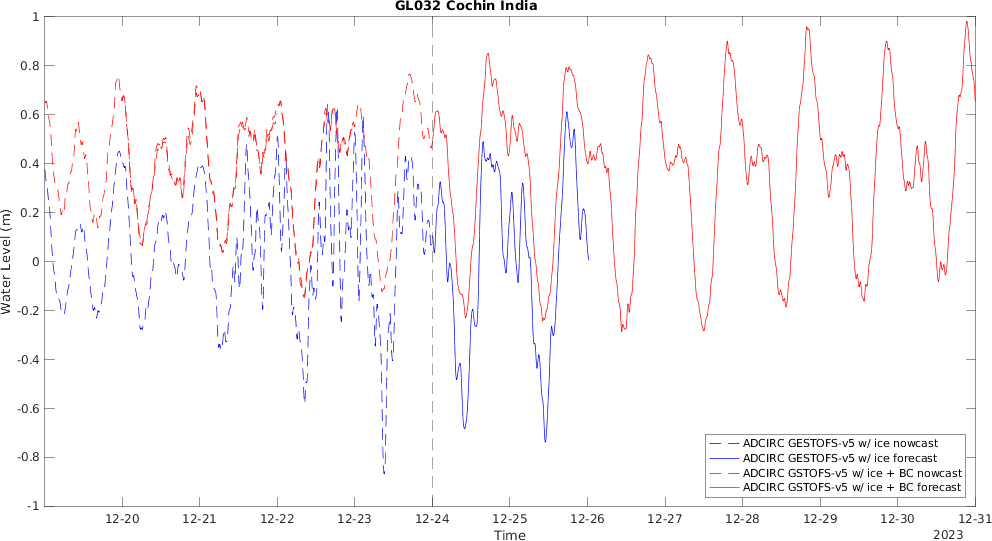 GL032 Cochin India
Water Level (m)
1
0.8
0.6
0.4
0.2
0
-0.2
-0.4
-0.6
-0.8
-1
ADCIRC GESTOFS-v5 w/ ice nowcast
ADCIRC GESTOFS-v5 w/ ice forecast
ADCIRC GSTOFS-v5 w/ ice + BC nowcast
ADCIRC GSTOFS-v5 w/ ice + BC forecast
12-20 12-21 12-22 12-23 12-24 12-25 12-26 12-27 12-28 12-29 12-30 12-31
Time
2023